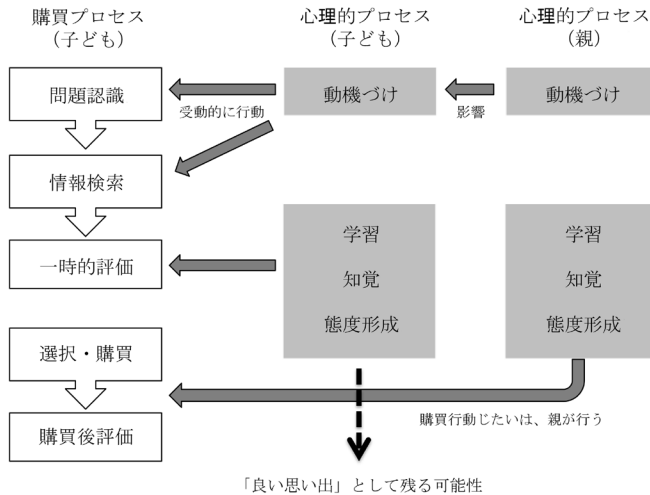 購買プロセス
（子ども）
心理的プロセス
（子ども）
心理的プロセス
（親）
問題認識
動機づけ
動機づけ
受動的に行動
影響
情報検索
学習
知覚
態度形成
学習
知覚
態度形成
一時的評価
選択・購買
購買後評価
購買行動じたいは、親が行う
「良い思い出」として残る可能性